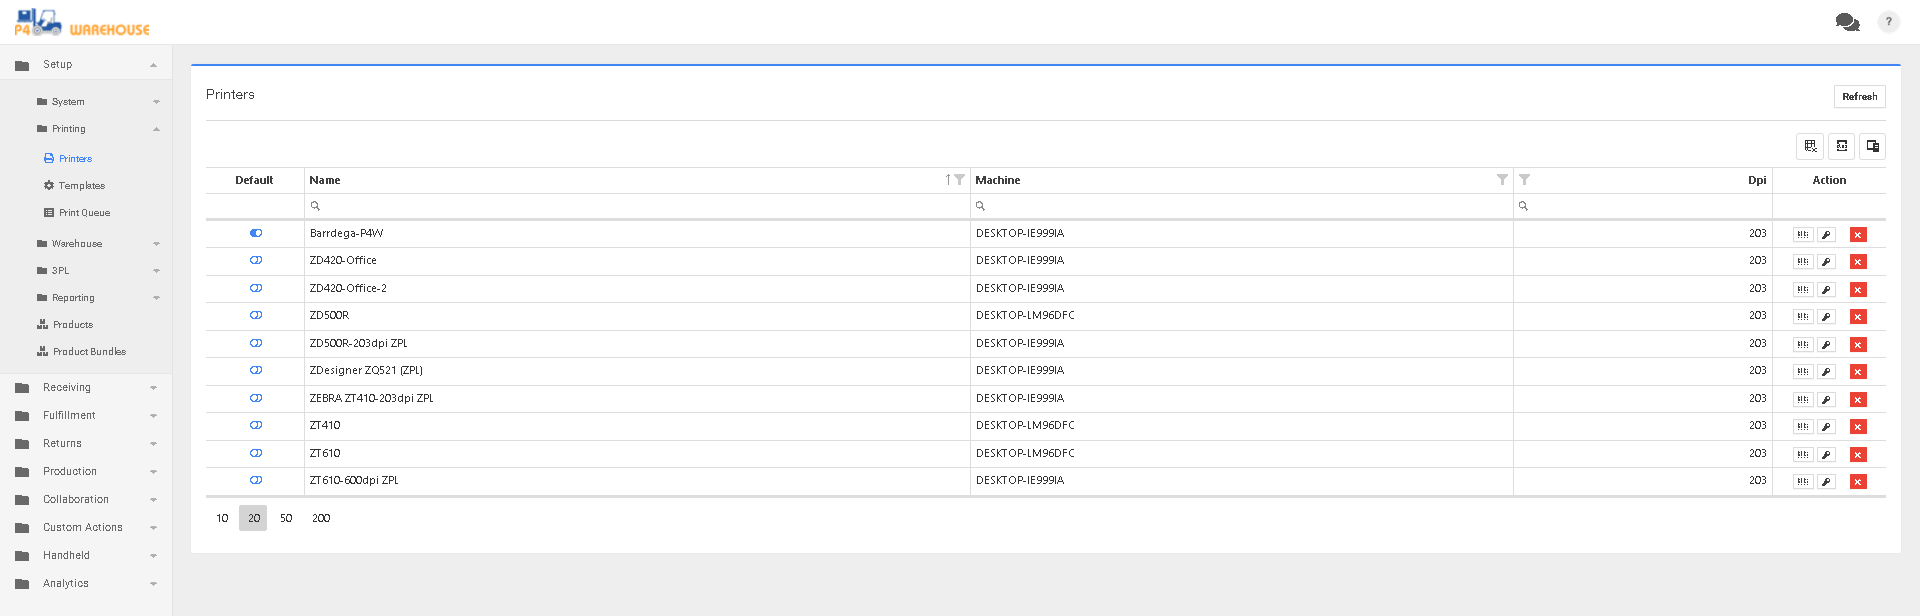 P4 WAREHOUSE
?
Setup
System
Printing
Printers
Templates
Print Queue
Warehouse
3PL
Reporting
Products
Product Bundles
Receiving
Fulfillment
Returns
Production
Collaboration
Custom Actions
Handheld
Analytics
Printers
Refresh
Default Name Machine Dpi Action
Barrdega-P4W DESKTOP-IE999IA 203
ZD420-Office DESKTOP-IE999IA 203
ZD420-Office-2 DESKTOP-IE999IA 203
ZD500R DESKTOP-LM96DFC 203
ZD500R-203dpi ZPL DESKTOP-IE999IA 203
ZDesigner ZQ521 (ZPL) DESKTOP-IE999IA 203
ZEBRA ZT410-203dpi ZPL DESKTOP-IE999IA 203
ZT410 DESKTOP-LM96DFC 203
ZT610 DESKTOP-LM96DFC 203
ZT610-600dpi ZPL DESKTOP-IE999IA 203
10 20 50 200